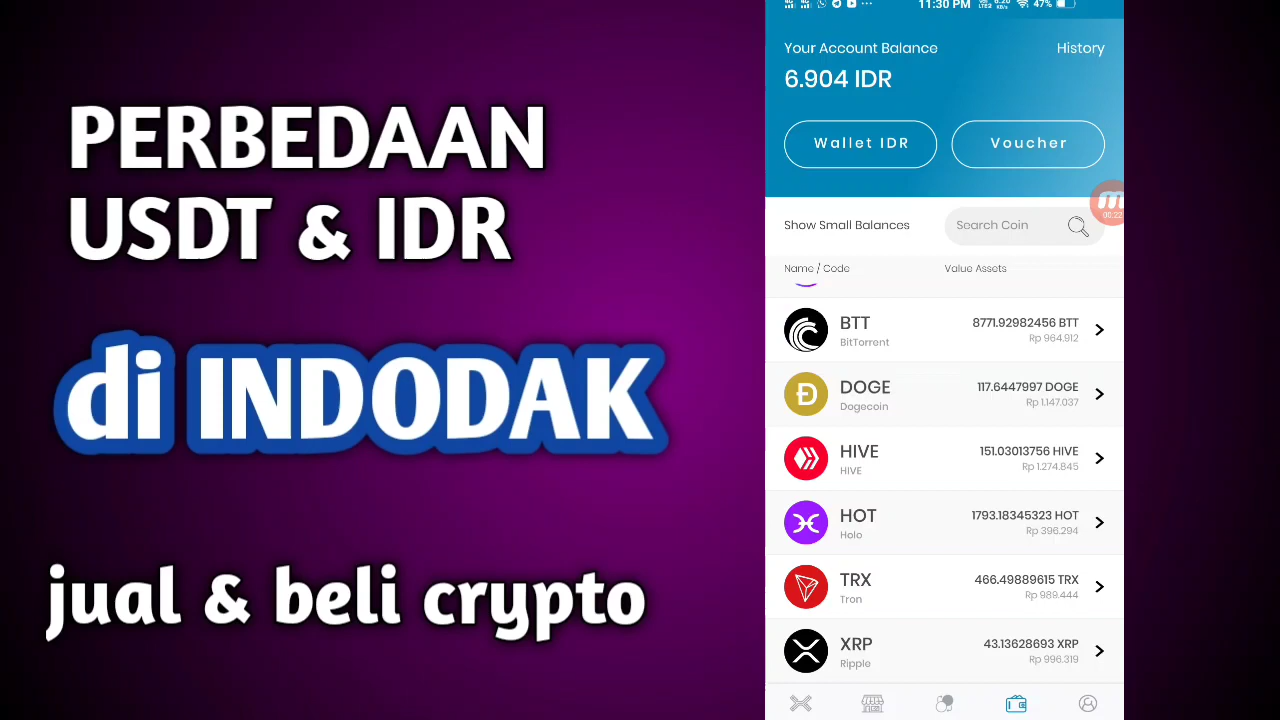 PERBEDAAN
USDT & IDR
di INDODAK
jual & beli crypto
11:30 PM
47%
Your Account Balance
History
6.904 IDR
Wallet IDR
Voucher
00:22
Show Small Balances
Search Coin
Name / Code
Value Assets
BTT
8771.92982456 BTT
BitTorrent
Rp 964.912
DOGE
117.6447997 DOGE
Dogecoin
Rp 1.147.037
HIVE
151.03013756 HIVE
HIVE
Rp 1.274.845
HOT
1793.18345323 HOT
Holo
Rp 396.294
TRX
466.49889615 TRX
Tron
Rp 989.444
XRP
43.13628693 XRP
Ripple
Rp 996.319